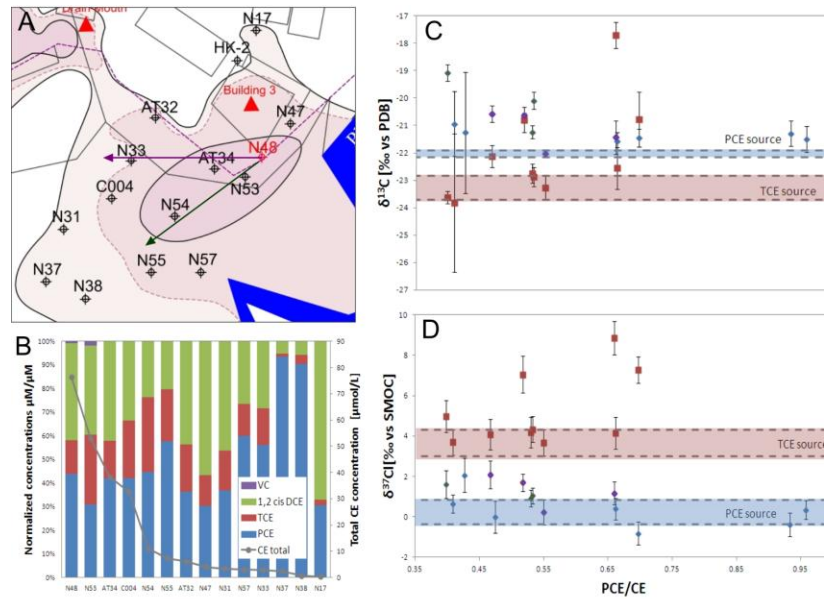 A
Drain Mouth
N17
HK-2
Building 3
AT32
N47
N33
N48
AT34
C004
N53
N54
N31
N55
N57
N37
N38
B
100%
90%
80%
70%
60%
50%
40%
30%
20%
10%
0%
Normalized concentrations µM/µM
90
80
70
60
50
40
30
20
10
0
Total CE concentration [µmol/L]
VC
1,2 cis DCE
TCE
PCE
CE total
N48 N53 AT34 C004 N54 N55 AT32 N47 N31 N57 N33 N37 N38 N17
C
-17
-18
-19
-20
-21
-22
-23
-24
-25
-26
-27
δ¹³C [‰ vs PDB]
PCE source
TCE source
D
10
8
6
4
2
0
-2
δ³⁷Cl[‰ vs SMOC]
TCE source
PCE source
0.35 0.45 0.55 0.65 0.75 0.85 0.95
PCE/CE